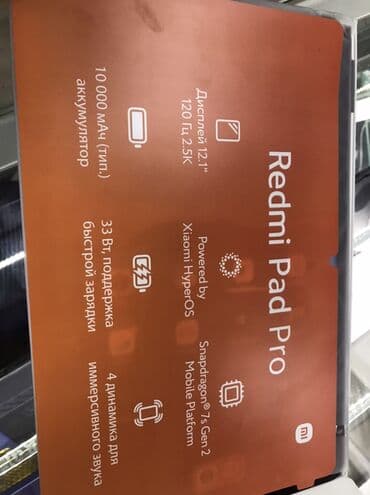 Redmi Pad Pro
mi
Дисплей 12.1"
120 Гц 2.5K
Powered by
Xiaomi HyperOS
Snapdragon® 7s Gen 2
Mobile Platform
10 000 мАч (тип.)
аккумулятор
33 Вт, поддержка
быстрой зарядки
4 динамика для
иммерсивного звука